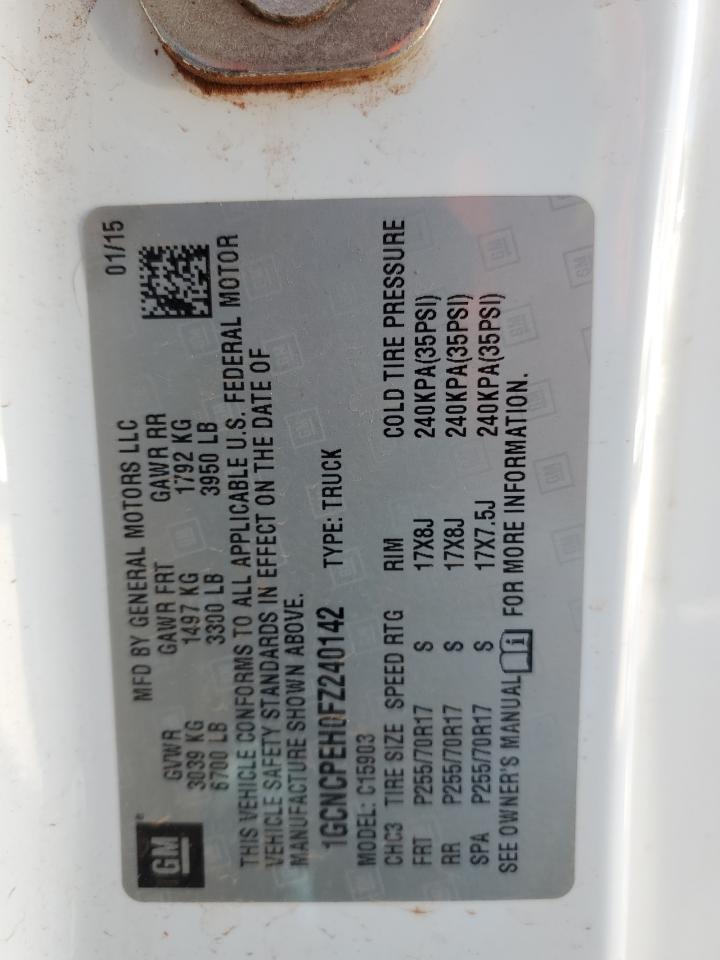 01/15
GM
MFD BY GENERAL MOTORS LLC
GVWR GAWR FRT GAWR RR
3039 KG 1497 KG 1792 KG
6700 LB 3300 LB 3950 LB
THIS VEHICLE CONFORMS TO ALL APPLICABLE U.S. FEDERAL MOTOR
VEHICLE SAFETY STANDARDS IN EFFECT ON THE DATE OF
MANUFACTURE SHOWN ABOVE.
1GCNCPEH0FZ240142 TYPE: TRUCK
MODEL: C15903
CHC3 TIRE SIZE SPEED RTG RIM COLD TIRE PRESSURE
FRT P255/70R17 S 17X8J 240KPA(35PSI)
RR P255/70R17 S 17X8J 240KPA(35PSI)
SPA P255/70R17 S 17X7.5J 240KPA(35PSI)
SEE OWNER'S MANUAL FOR MORE INFORMATION.